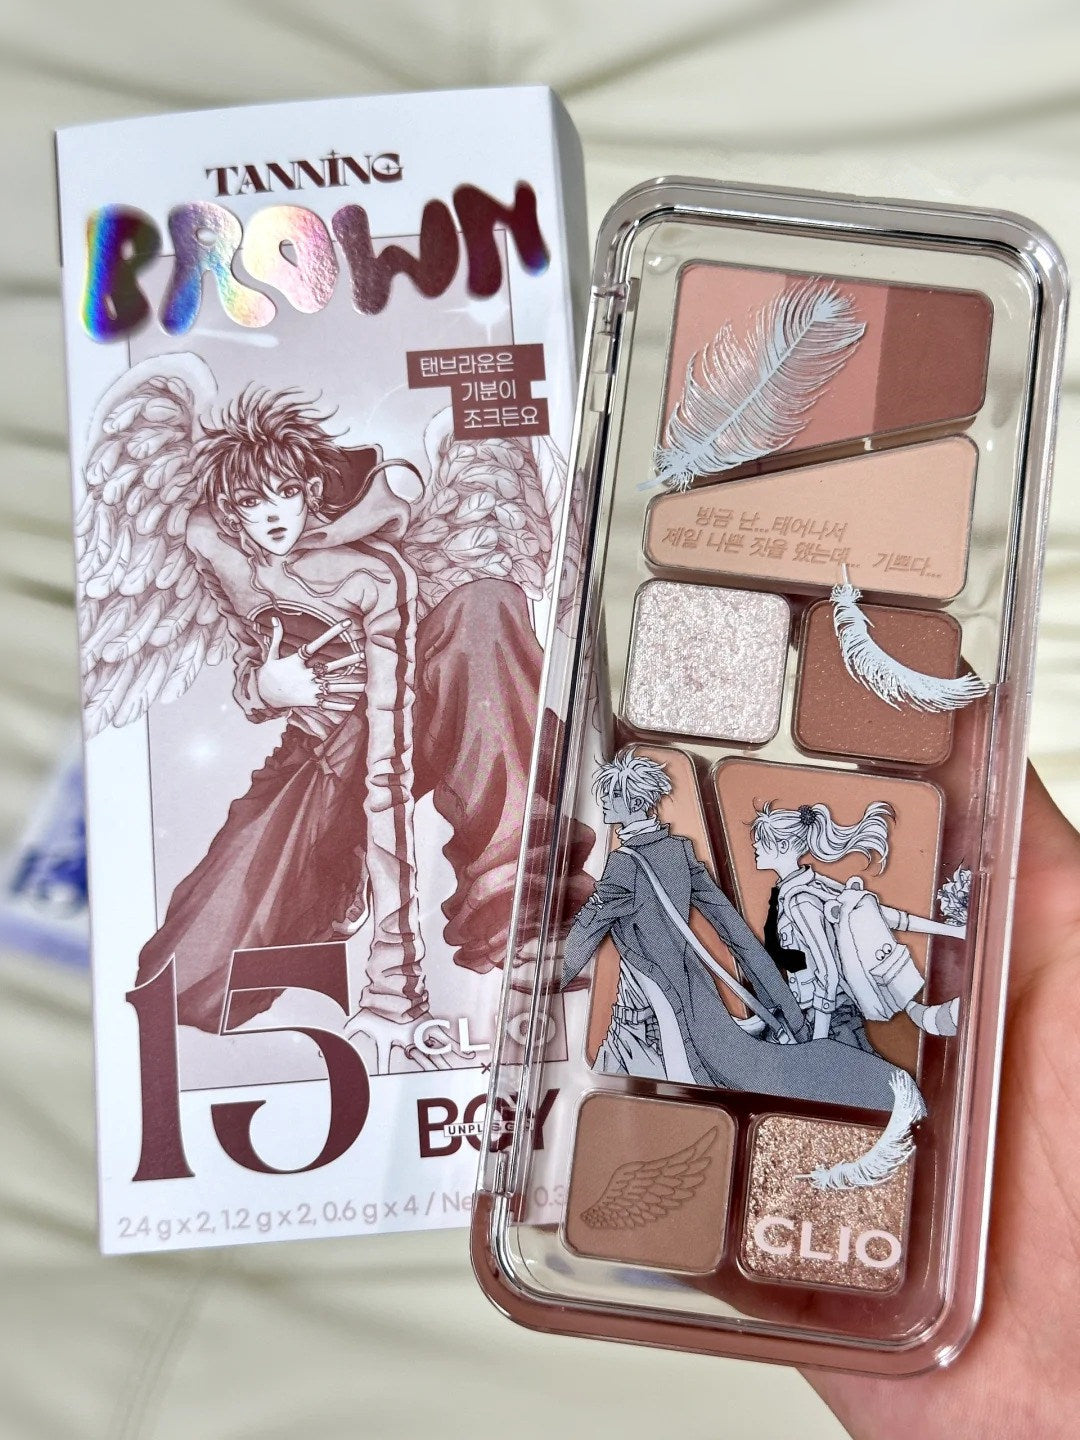 TANNING
BROWN
탠브라운은
기분이
조크든요
15
CLIO
×
BOY
2.4 g x 2, 1.2 g x 2, 0.6 g x 4 /
방금 난...태어나서
제일 나쁜 짓을 했는데... 기쁘다...
CLIO